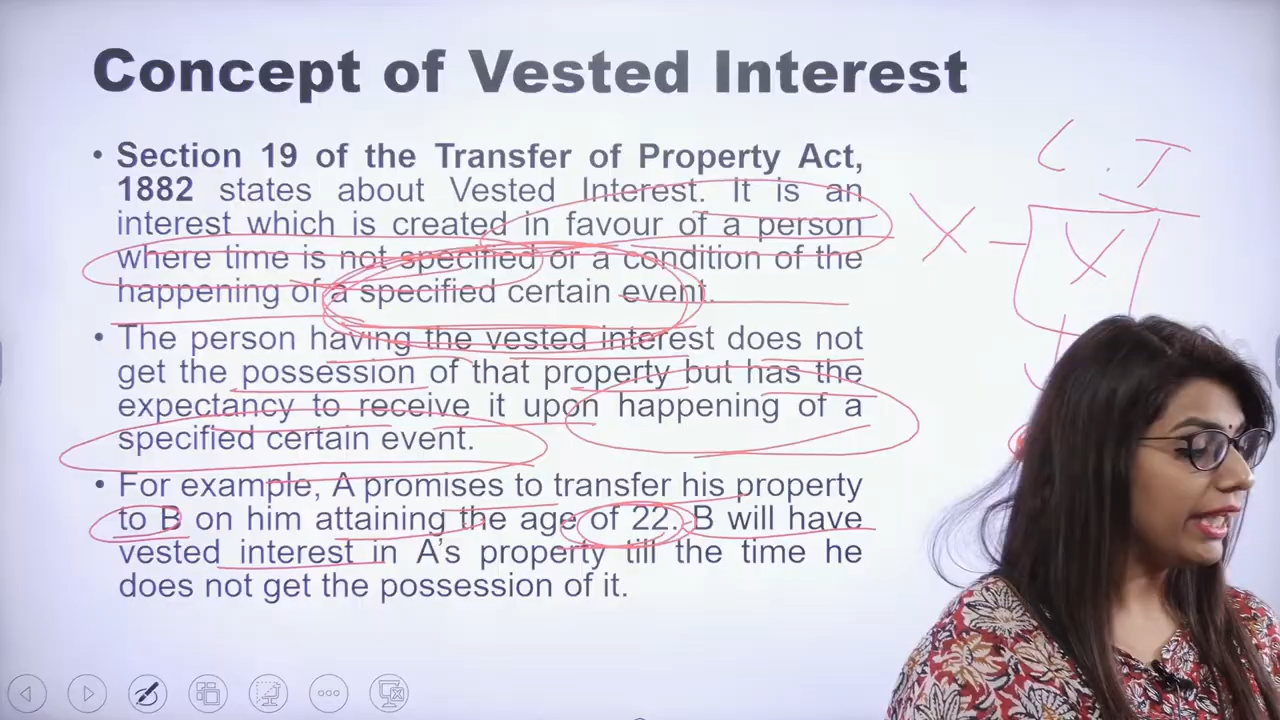 Concept of Vested Interest
• Section 19 of the Transfer of Property Act,
1882 states about Vested Interest. It is an
interest which is created in favour of a person
where time is not specified or a condition of the
happening of a specified certain event.
• The person having the vested interest does not
get the possession of that property but has the
expectancy to receive it upon happening of a
specified certain event.
• For example, A promises to transfer his property
to B on him attaining the age of 22. B will have
vested interest in A’s property till the time he
does not get the possession of it.
X
X